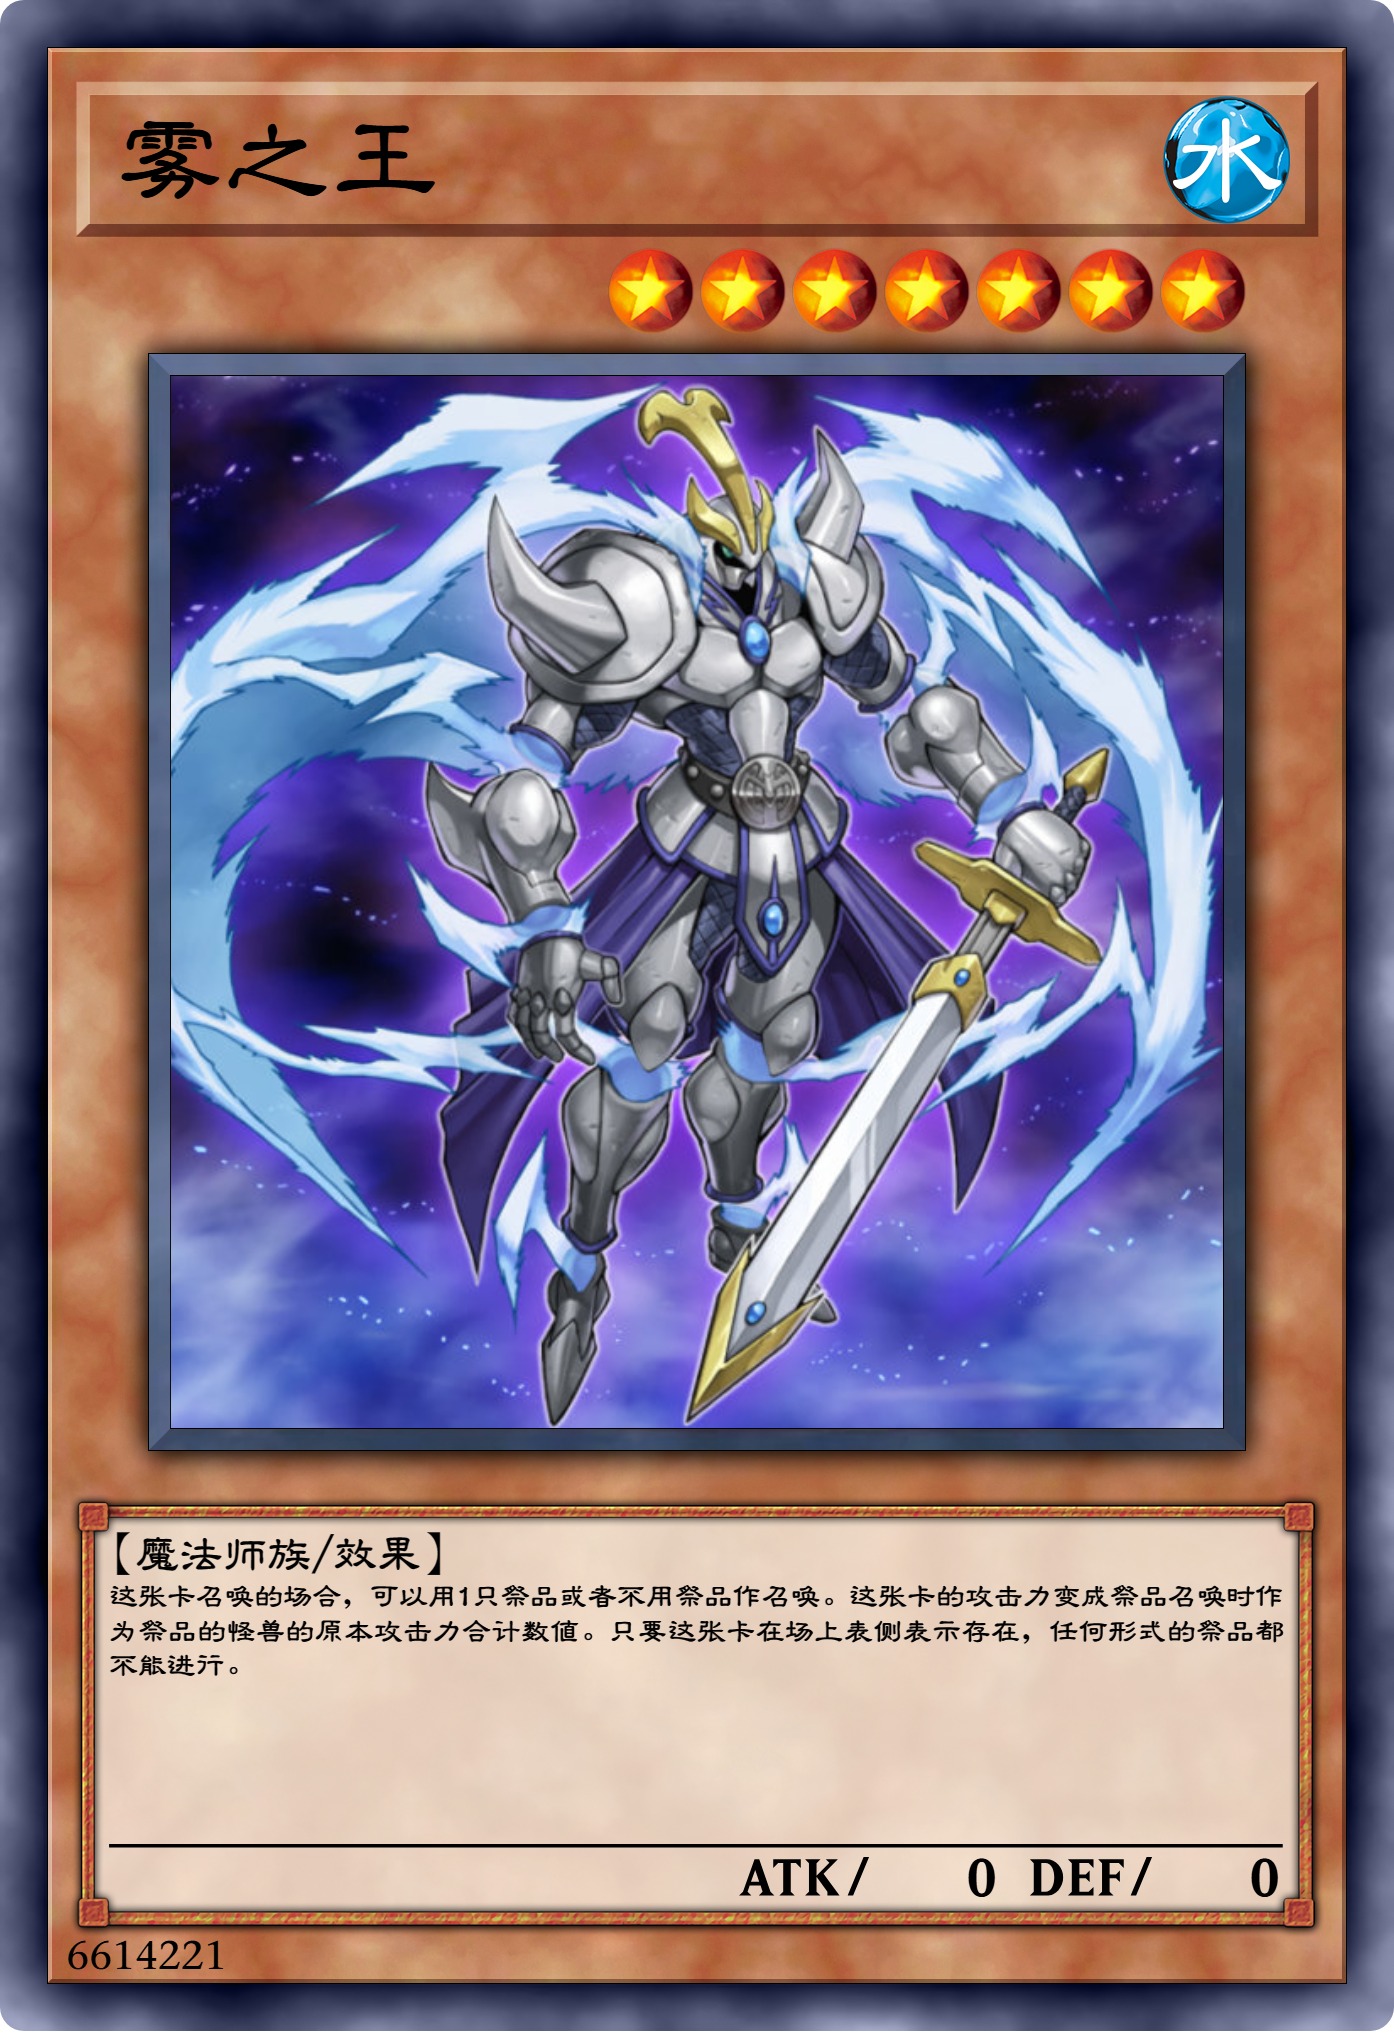 雾之王
水
【魔法师族/效果】
这张卡召唤的场合，可以用1只祭品或者不用祭品作召唤。这张卡的攻击力变成祭品召唤时作
为祭品的怪兽的原本攻击力合计数值。只要这张卡在场上表侧表示存在，任何形式的祭品都
不能进行。
ATK/ 0 DEF/ 0
6614221